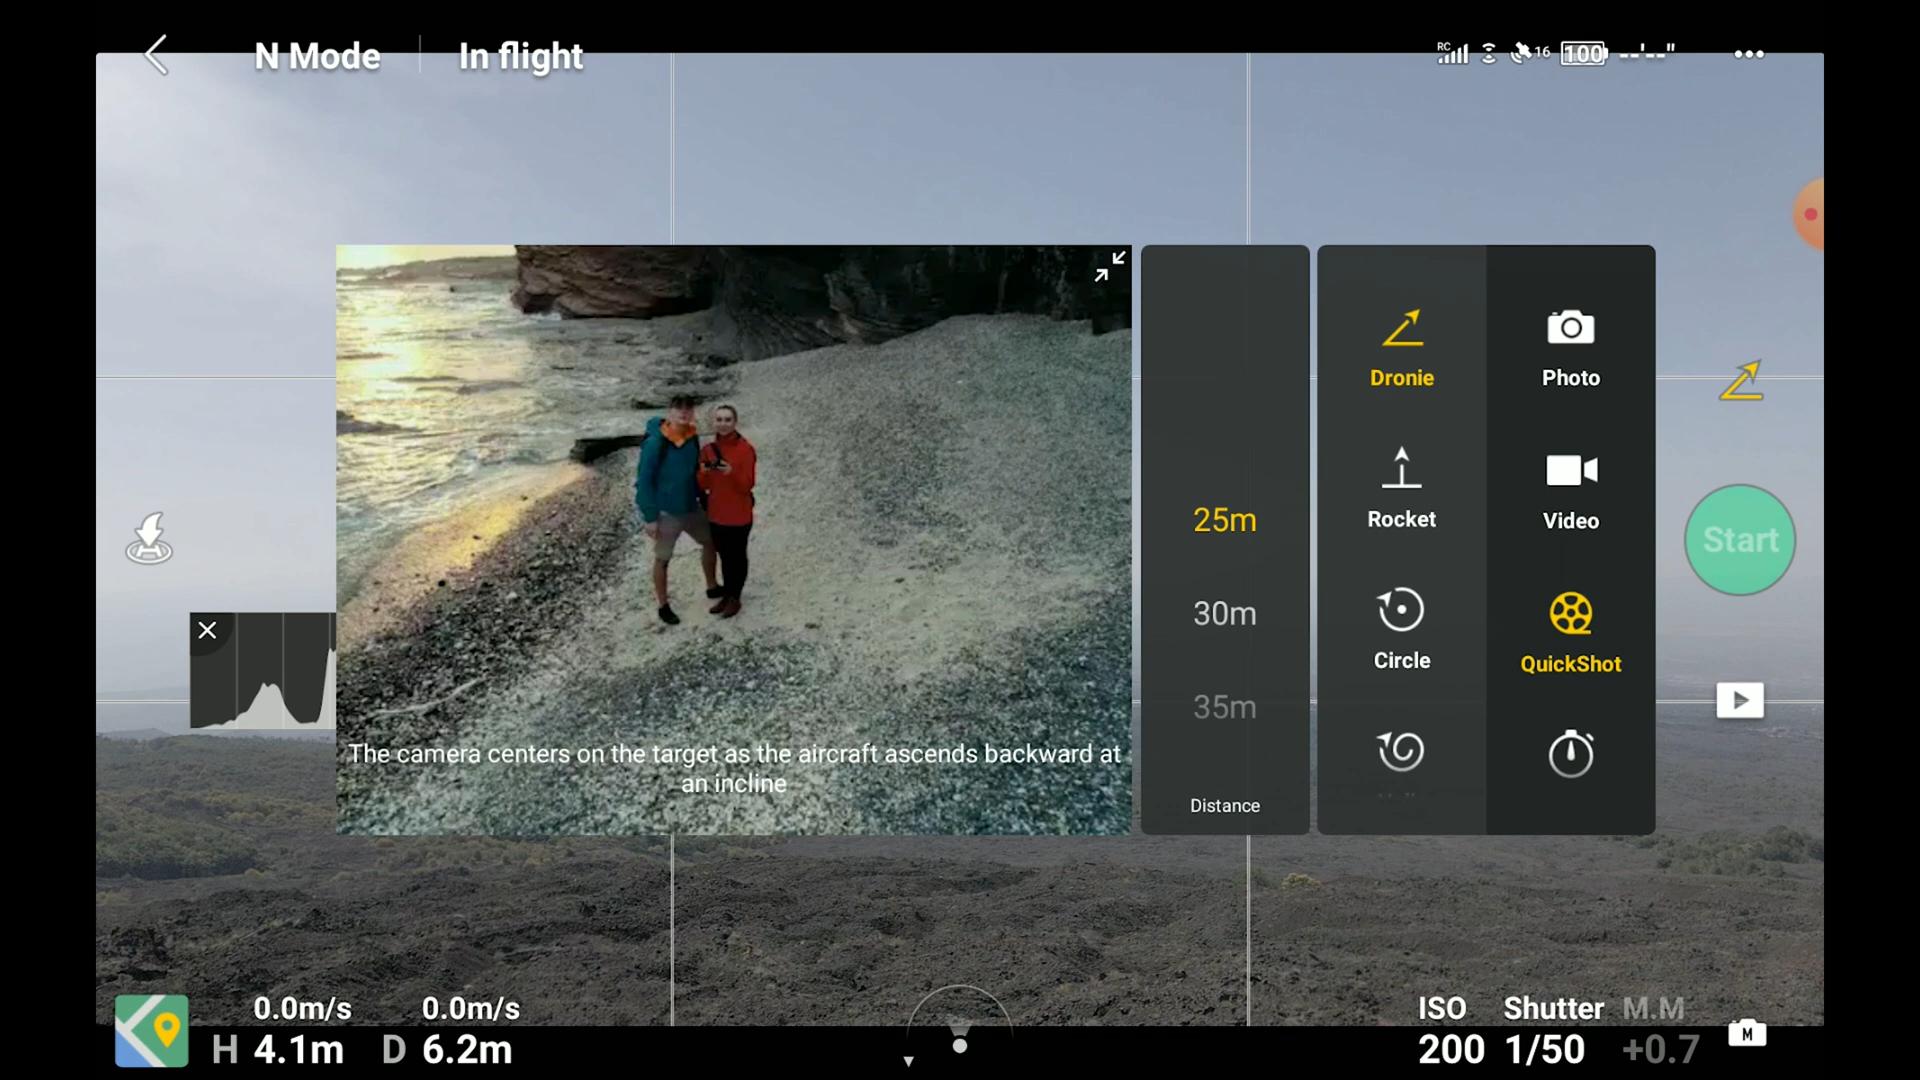 N Mode
In flight
RC
16
100
--'--"
Dronie
Photo
25m
Rocket
Video
Start
30m
Circle
QuickShot
35m
The camera centers on the target as the aircraft ascends backward at
an incline
Distance
0.0m/s
0.0m/s
H 4.1m
D 6.2m
ISO
Shutter
M.M
200
1/50
+0.7
M